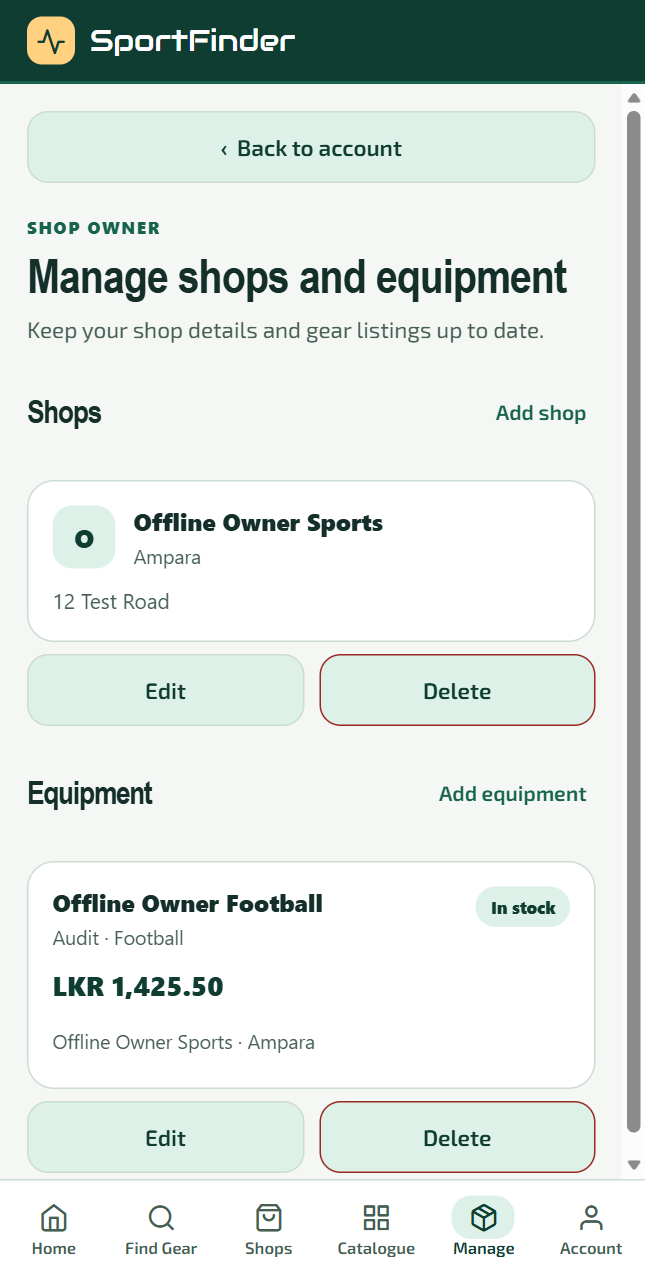 SportFinder
‹ Back to account
SHOP OWNER
Manage shops and equipment
Keep your shop details and gear listings up to date.
Shops
Add shop
O
Offline Owner Sports
Ampara
12 Test Road
Edit
Delete
Equipment
Add equipment
Offline Owner Football
In stock
Audit · Football
LKR 1,425.50
Offline Owner Sports · Ampara
Edit
Delete
Home
Find Gear
Shops
Catalogue
Manage
Account